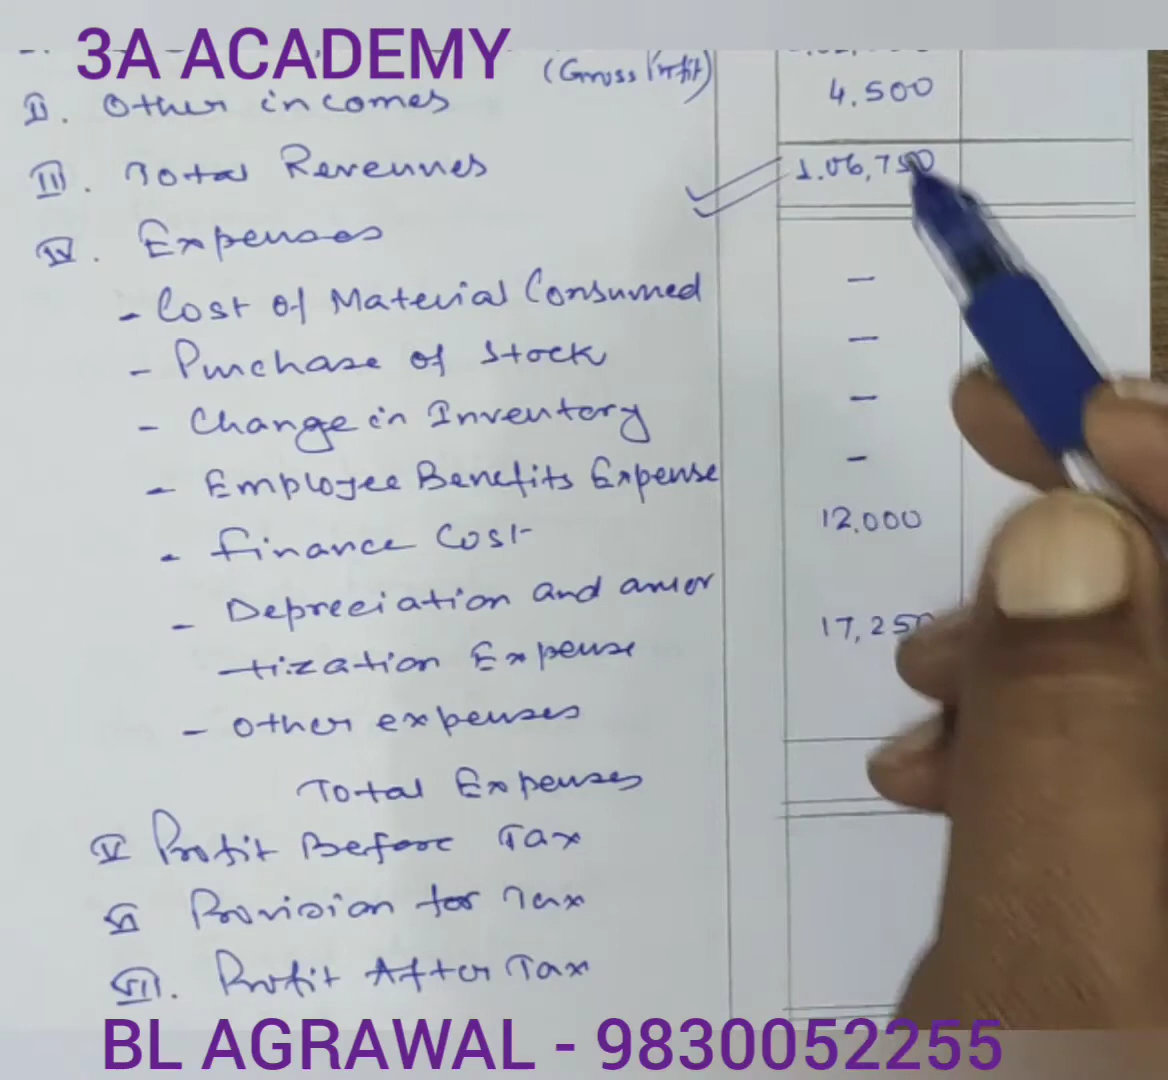 3A ACADEMY
(Gross Profit)
II. Other incomes 4.500
III. Total Revenues 1.06,750
IV. Expenses
- Cost of Material Consumed -
- Purchase of Stock -
- Change in Inventory -
- Employee Benefits Expense -
- Finance Cost 12.000
- Depreciation and amor
tization Expense 17,250
- Other expenses
Total Expenses
V Profit Before Tax
VI Provision for Tax
VII. Profit After Tax
BL AGRAWAL - 9830052255